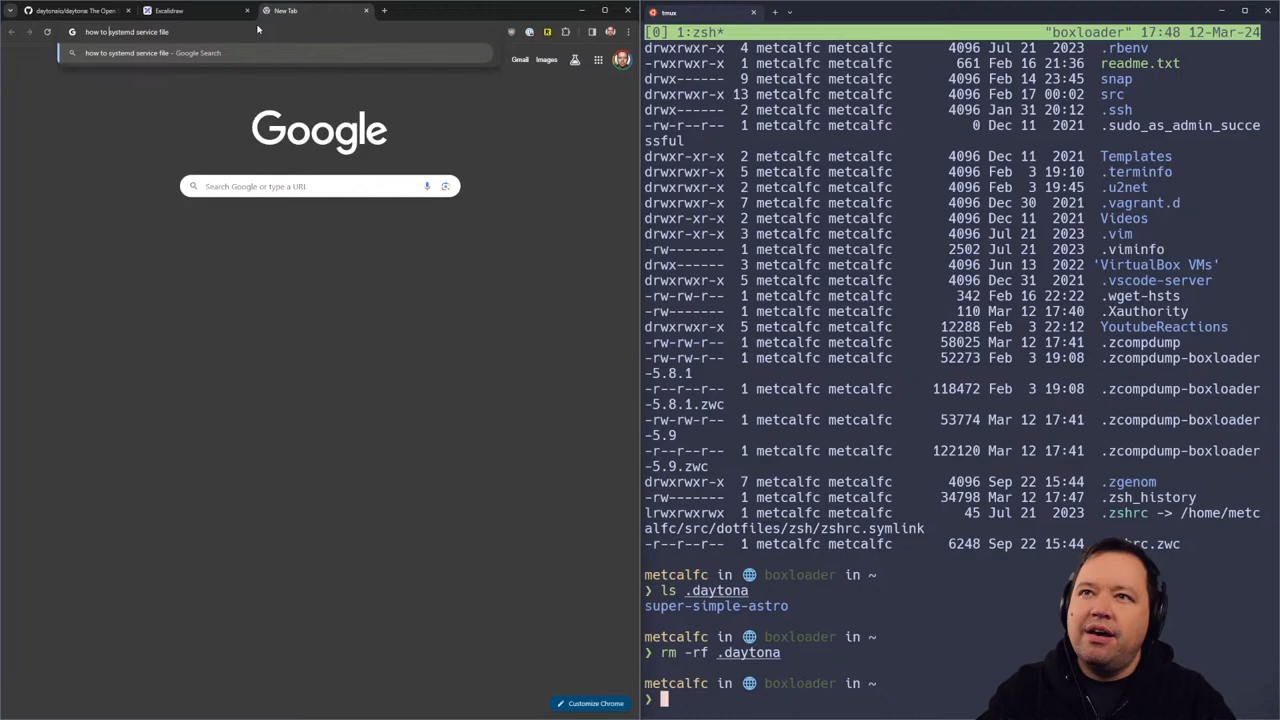 daytonaio/daytona: The Open
Excalidraw
New Tab
how to systemd service file
how to systemd service file - Google Search
Gmail
Images
Google
Search Google or type a URL
Customize Chrome
tmux
[0] 1:zsh*
"boxloader" 17:48 12-Mar-24
drwxrwxr-x 4 metcalfc metcalfc 4096 Jul 21 2023 .rbenv
-rwxrwxr-x 1 metcalfc metcalfc 661 Feb 16 21:36 readme.txt
drwx------ 9 metcalfc metcalfc 4096 Feb 14 23:45 snap
drwxrwxr-x 13 metcalfc metcalfc 4096 Feb 17 00:02 src
drwx------ 2 metcalfc metcalfc 4096 Jan 31 20:12 .ssh
-rw-r--r-- 1 metcalfc metcalfc 0 Dec 11 2021 .sudo_as_admin_succe
ssful
drwxr-xr-x 2 metcalfc metcalfc 4096 Dec 11 2021 Templates
drwxrwxr-x 5 metcalfc metcalfc 4096 Feb 3 19:10 .terminfo
drwxrwxr-x 2 metcalfc metcalfc 4096 Feb 3 19:45 .u2net
drwxrwxr-x 7 metcalfc metcalfc 4096 Dec 30 2021 .vagrant.d
drwxr-xr-x 2 metcalfc metcalfc 4096 Dec 11 2021 Videos
drwxrwxr-x 3 metcalfc metcalfc 4096 Jul 21 2023 .vim
-rw------- 1 metcalfc metcalfc 2502 Jul 21 2023 .viminfo
drwx------ 3 metcalfc metcalfc 4096 Jun 13 2022 'VirtualBox VMs'
drwxrwxr-x 5 metcalfc metcalfc 4096 Dec 31 2021 .vscode-server
-rw-rw-r-- 1 metcalfc metcalfc 342 Feb 16 22:22 .wget-hsts
-rw------- 1 metcalfc metcalfc 110 Mar 12 17:40 .Xauthority
drwxrwxr-x 5 metcalfc metcalfc 12288 Feb 3 22:12 YoutubeReactions
-rw-rw-r-- 1 metcalfc metcalfc 58025 Mar 12 17:41 .zcompdump
-rw-rw-r-- 1 metcalfc metcalfc 52273 Feb 3 19:08 .zcompdump-boxloader
-5.8.1
-r--r--r-- 1 metcalfc metcalfc 118472 Feb 3 19:08 .zcompdump-boxloader
-5.8.1.zwc
-rw-rw-r-- 1 metcalfc metcalfc 53774 Mar 12 17:41 .zcompdump-boxloader
-5.9
-r--r--r-- 1 metcalfc metcalfc 122120 Mar 12 17:41 .zcompdump-boxloader
-5.9.zwc
drwxrwxr-x 7 metcalfc metcalfc 4096 Sep 22 15:44 .zgenom
-rw------- 1 metcalfc metcalfc 34798 Mar 12 17:47 .zsh_history
lrwxrwxrwx 1 metcalfc metcalfc 45 Jul 21 2023 .zshrc -> /home/metc
alfc/src/dotfiles/zsh/zshrc.symlink
-r--r--r-- 1 metcalfc metcalfc 6248 Sep 22 15:44
metcalfc in 🌐 boxloader in ~
❯ ls .daytona
super-simple-astro
metcalfc in 🌐 boxloader in ~
❯ rm -rf .daytona
metcalfc in 🌐 boxloader in ~
❯